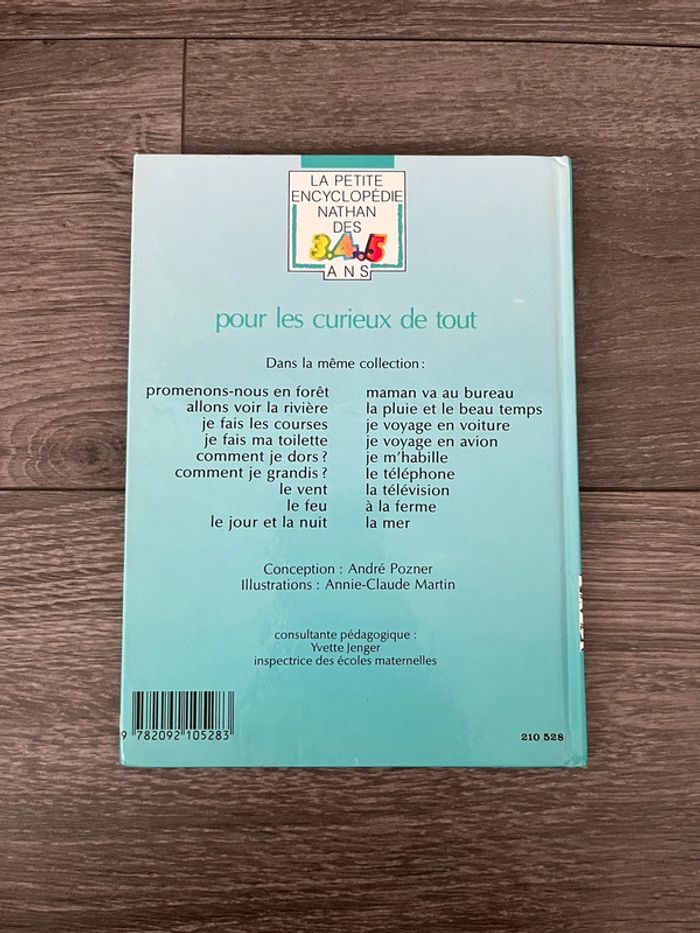 LA PETITE
ENCYCLOPÉDIE
NATHAN
DES
3.4.5
ANS
pour les curieux de tout
Dans la même collection :
promenons-nous en forêt
allons voir la rivière
je fais les courses
je fais ma toilette
comment je dors ?
comment je grandis ?
le vent
le feu
le jour et la nuit
maman va au bureau
la pluie et le beau temps
je voyage en voiture
je voyage en avion
je m'habille
le téléphone
la télévision
à la ferme
la mer
Conception : André Pozner
Illustrations : Annie-Claude Martin
consultante pédagogique :
Yvette Jenger
inspectrice des écoles maternelles
9 782092 105283
210 528